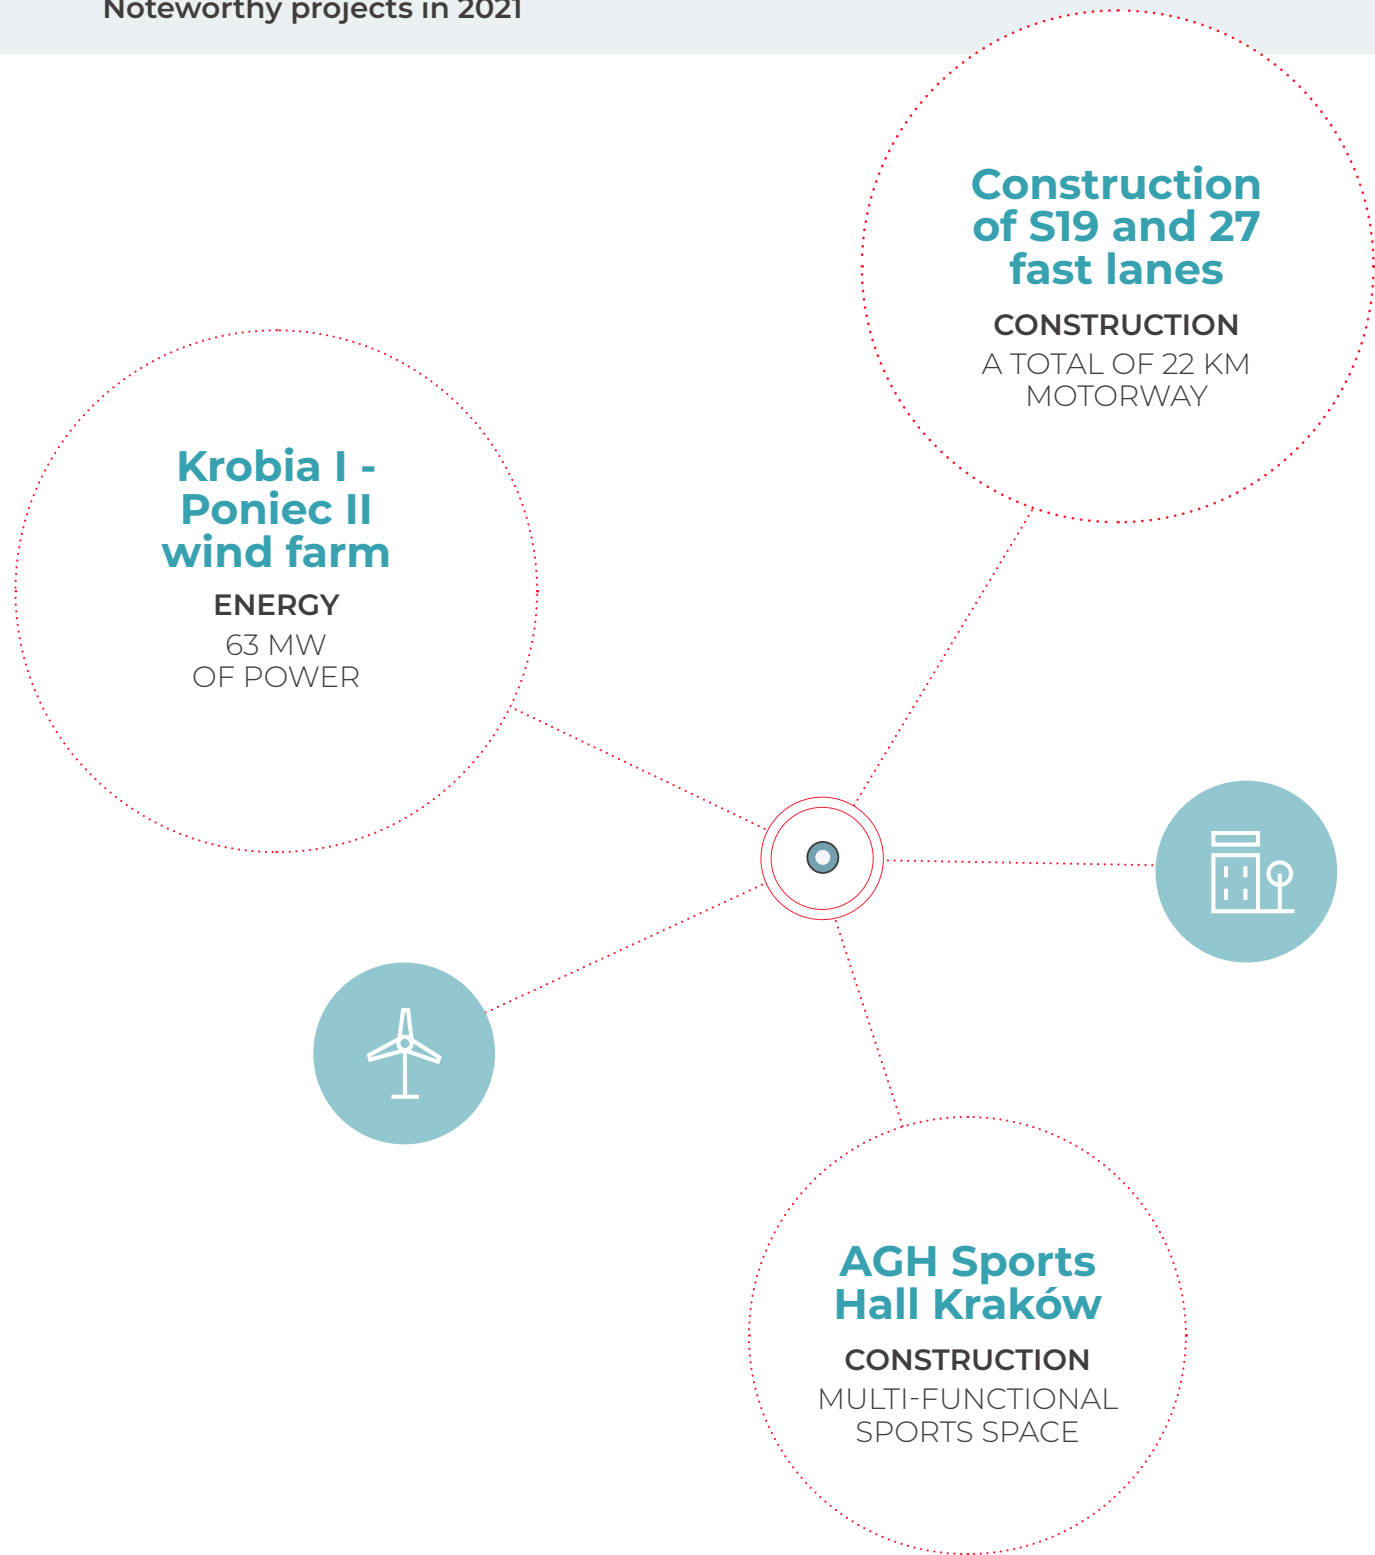 Noteworthy projects in 2021
Construction
of S19 and 27
fast lanes
CONSTRUCTION
A TOTAL OF 22 KM
MOTORWAY
Krobia I -
Poniec II
wind farm
ENERGY
63 MW
OF POWER
AGH Sports
Hall Kraków
CONSTRUCTION
MULTI-FUNCTIONAL
SPORTS SPACE